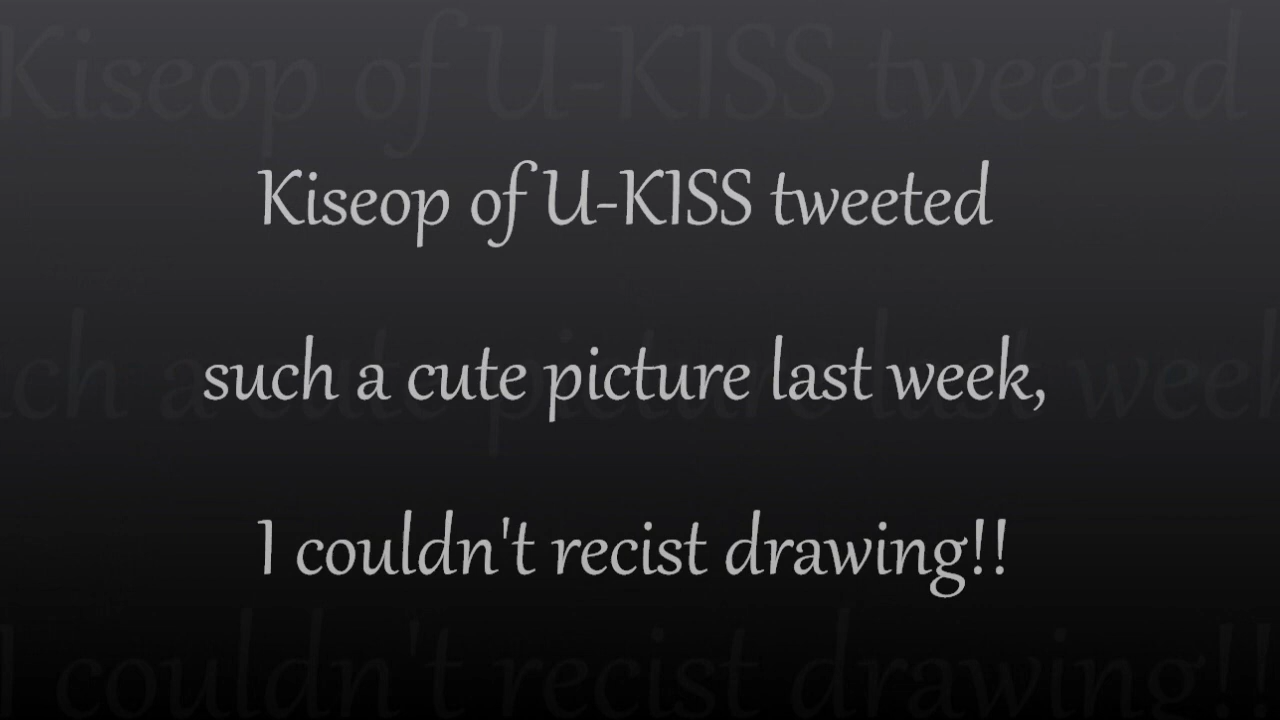 Kiseop of U-KISS tweeted
such a cute picture last week,
I couldn't recist drawing!!